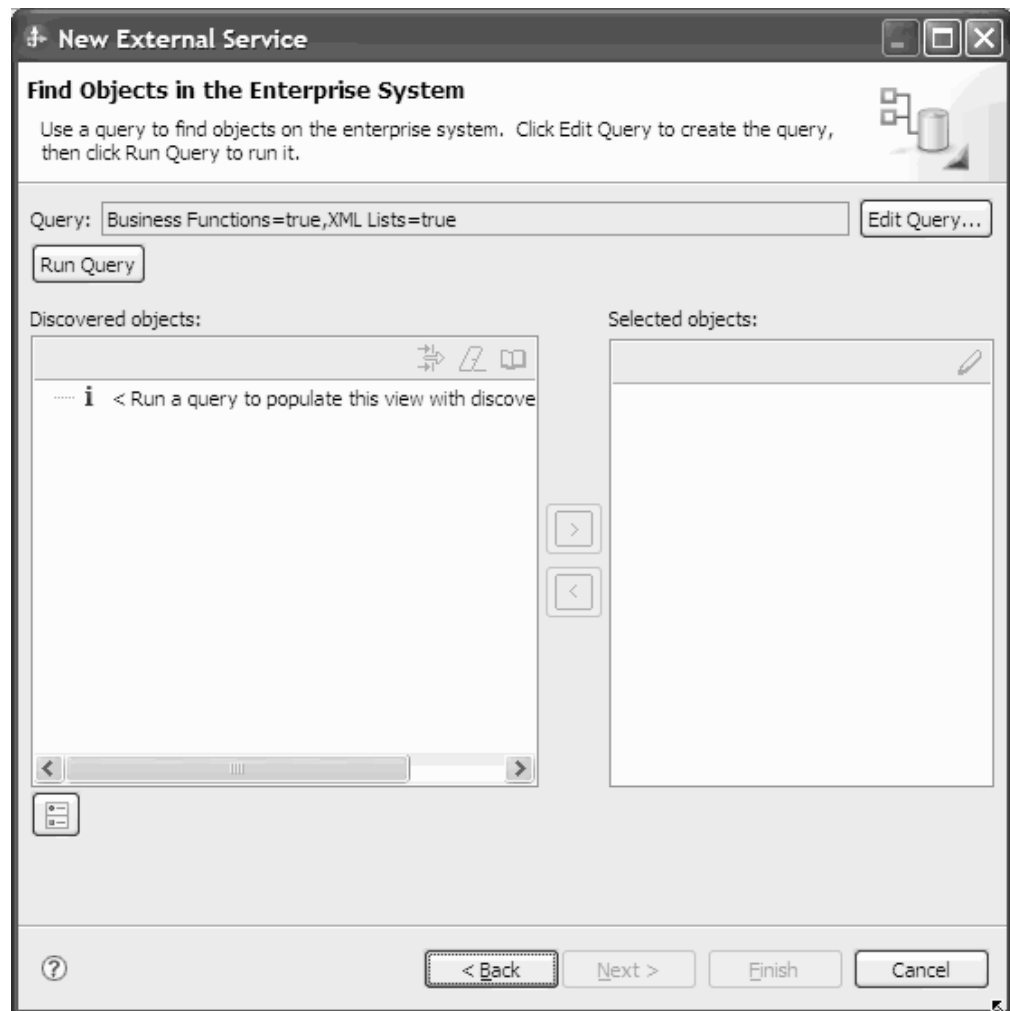 New External Service
Find Objects in the Enterprise System
Use a query to find objects on the enterprise system. Click Edit Query to create the query,
then click Run Query to run it.
Query: Business Functions=true,XML Lists=true Edit Query...
Run Query
Discovered objects: Selected objects:
i < Run a query to populate this view with discove
>
<
< Back Next > Finish Cancel